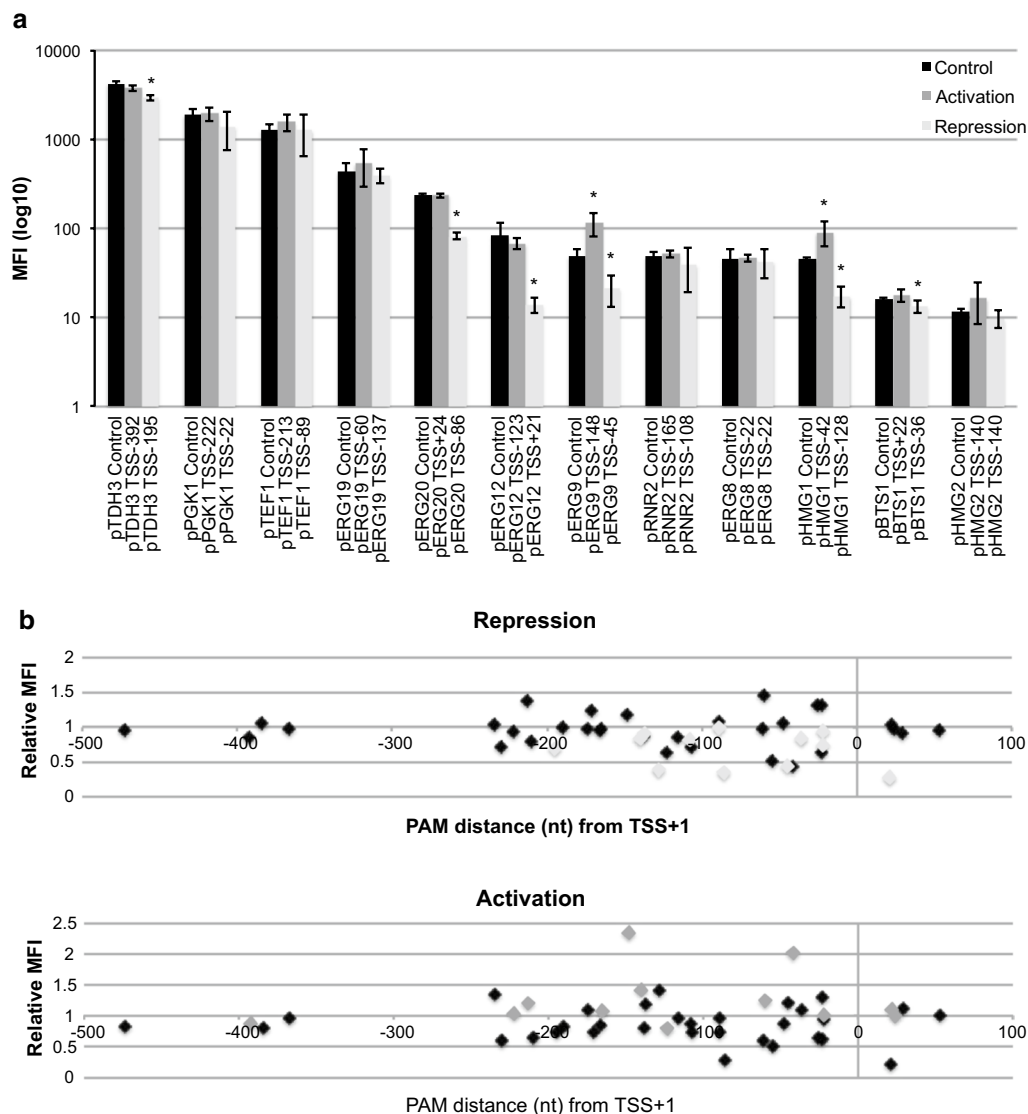 a
10000
1000
100
10
1
MFI (log10)
Control
Activation
Repression
*
*
*
*
*
*
*
*
pTDH3 Control
pTDH3 TSS-392
pTDH3 TSS-195
pPGK1 Control
pPGK1 TSS-222
pPGK1 TSS-22
pTEF1 Control
pTEF1 TSS-213
pTEF1 TSS-89
pERG19 Control
pERG19 TSS-60
pERG19 TSS-137
pERG20 Control
pERG20 TSS+24
pERG20 TSS-86
pERG12 Control
pERG12 TSS-123
pERG12 TSS+21
pERG9 Control
pERG9 TSS-148
pERG9 TSS-45
pRNR2 Control
pRNR2 TSS-165
pRNR2 TSS-108
pERG8 Control
pERG8 TSS-22
pERG8 TSS-22
pHMG1 Control
pHMG1 TSS-42
pHMG1 TSS-128
pBTS1 Control
pBTS1 TSS+22
pBTS1 TSS-36
pHMG2 Control
pHMG2 TSS-140
pHMG2 TSS-140
b
Repression
Relative MFI
2
1.5
1
0.5
0
-500 -400 -300 -200 -100 0 100
PAM distance (nt) from TSS+1
Activation
Relative MFI
2.5
2
1.5
1
0.5
0
-500 -400 -300 -200 -100 0 100
PAM distance (nt) from TSS+1